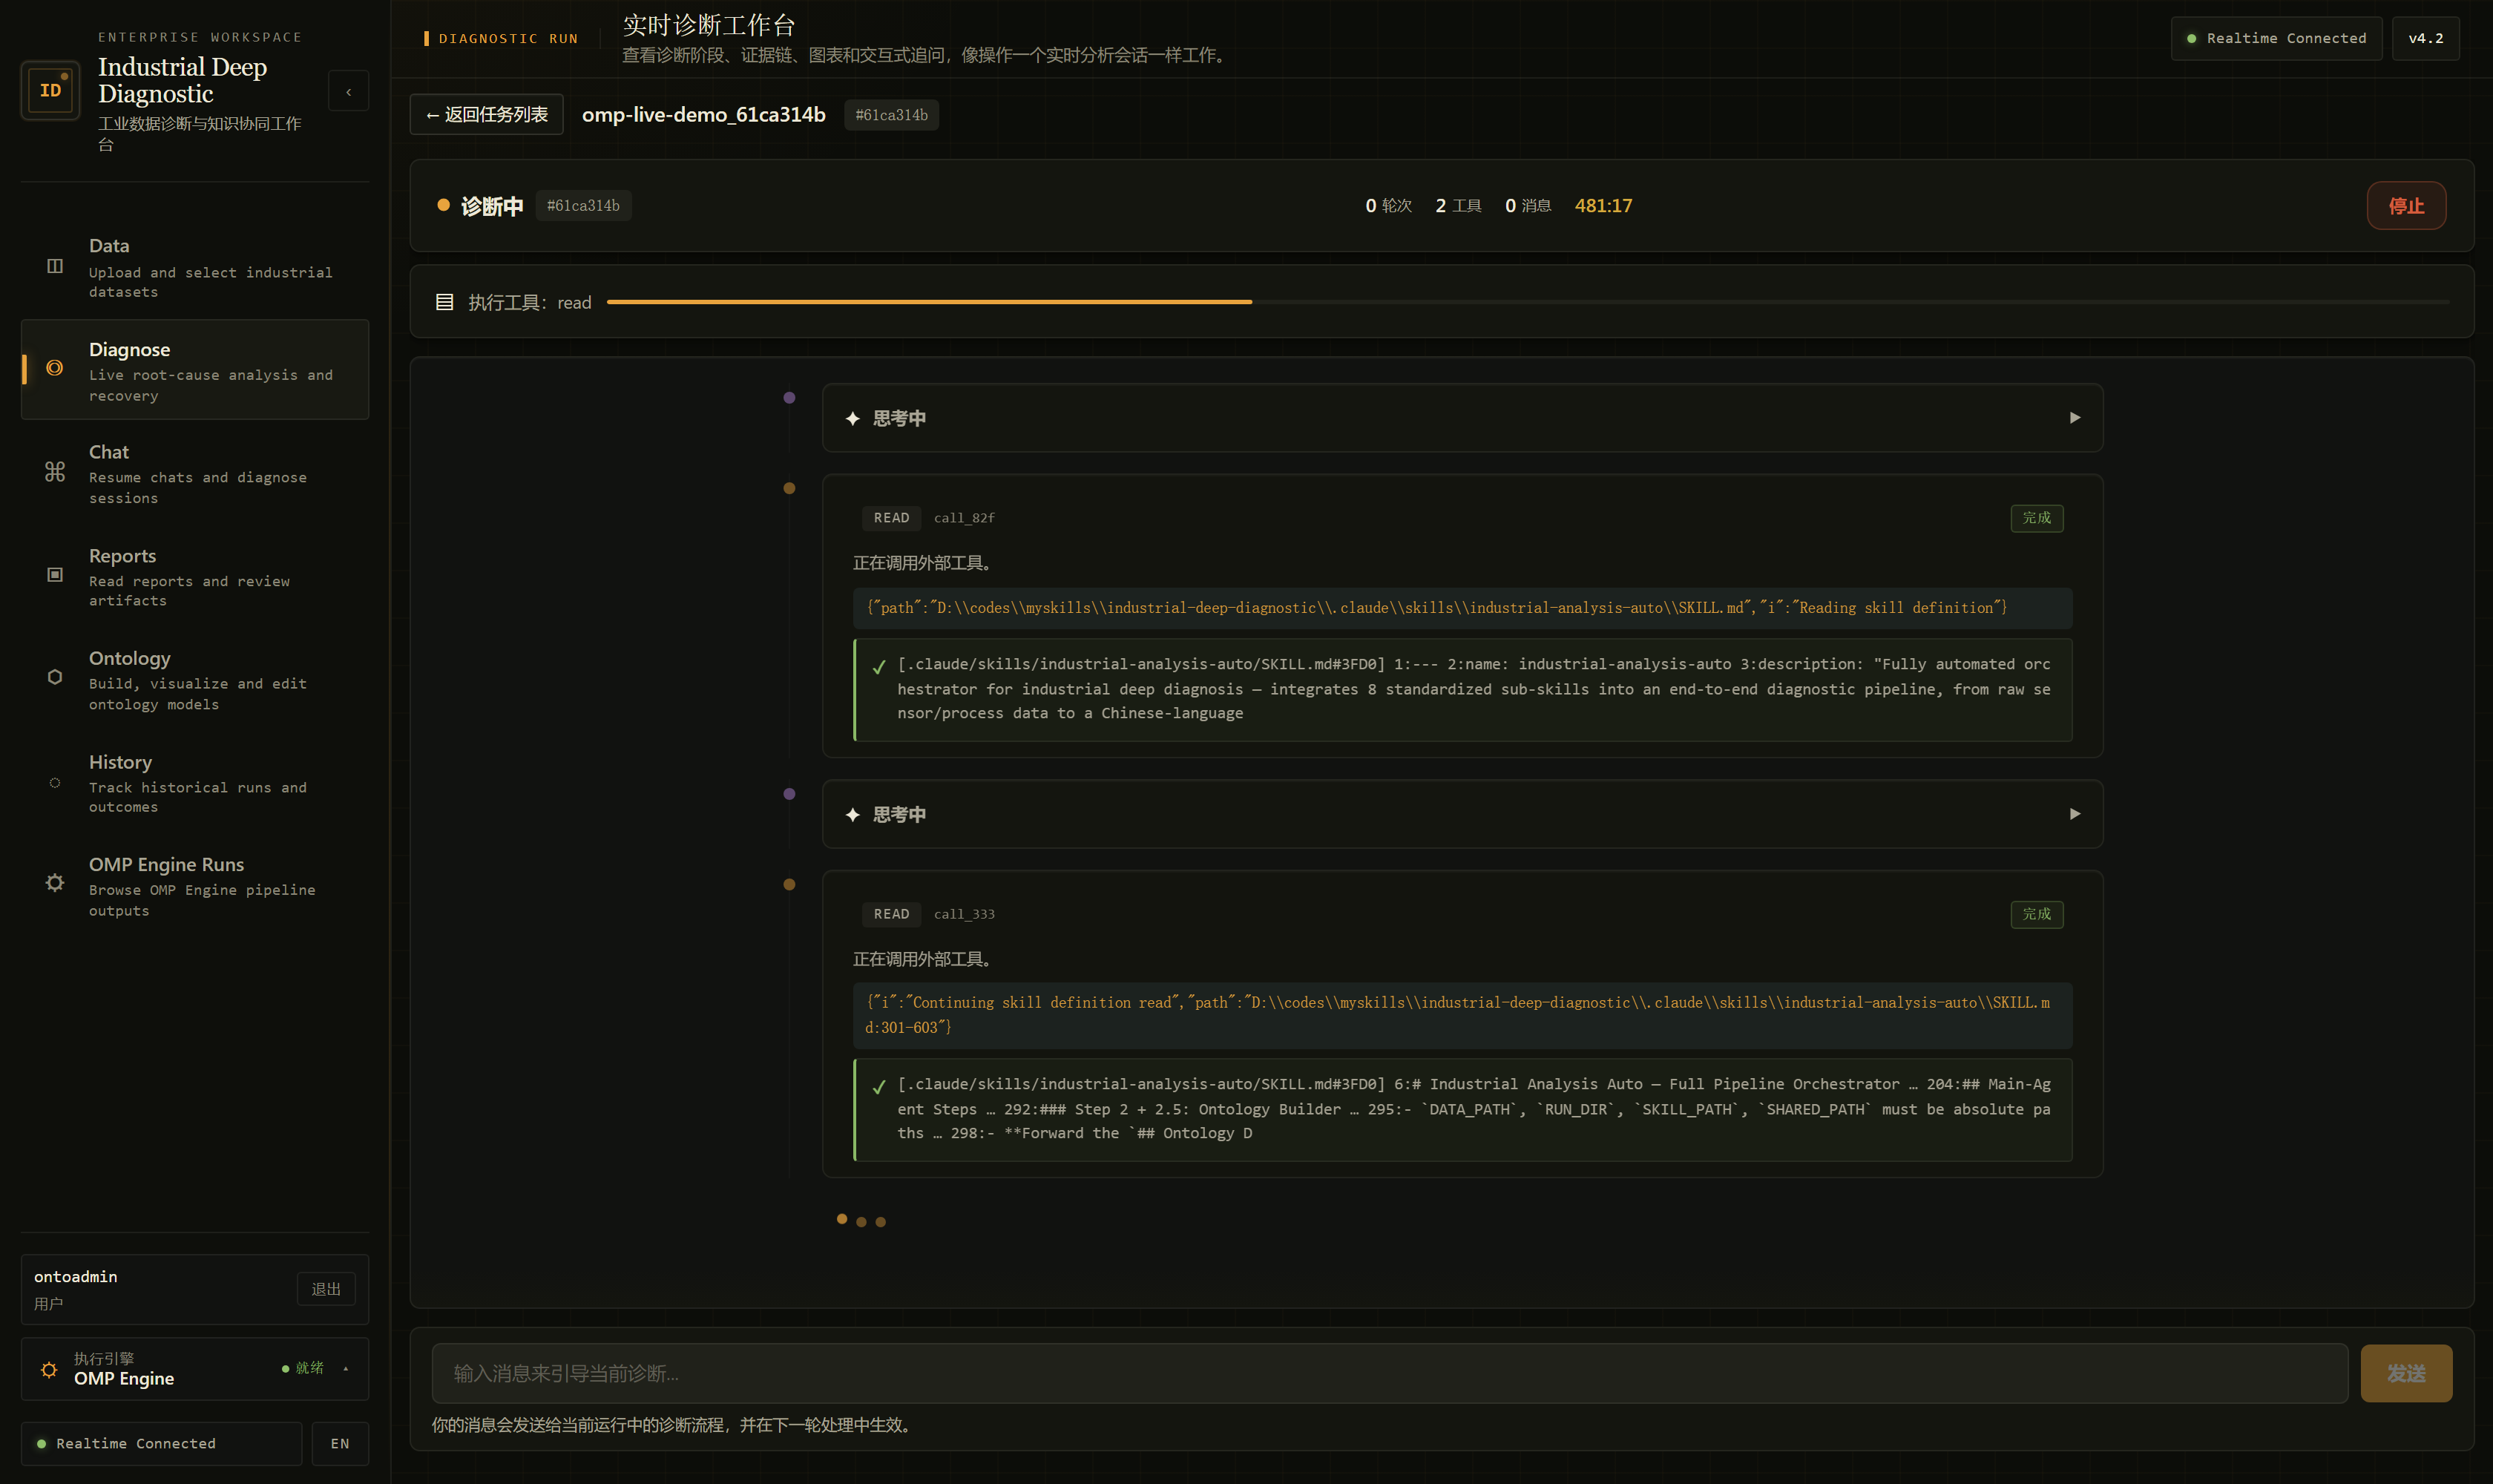 ENTERPRISE WORKSPACE
ID
Industrial Deep
Diagnostic
工业数据诊断与知识协同工作
台
‹
Data
Upload and select industrial
datasets
Diagnose
Live root-cause analysis and
recovery
Chat
Resume chats and diagnose
sessions
Reports
Read reports and review
artifacts
Ontology
Build, visualize and edit
ontology models
History
Track historical runs and
outcomes
OMP Engine Runs
Browse OMP Engine pipeline
outputs
ontoadmin
用户
退出
执行引擎
OMP Engine
就绪
Realtime Connected
EN
DIAGNOSTIC RUN
实时诊断工作台
查看诊断阶段、证据链、图表和交互式追问，像操作一个实时分析会话一样工作。
Realtime Connected
v4.2
← 返回任务列表
omp-live-demo_61ca314b
#61ca314b
诊断中
#61ca314b
0 轮次
2 工具
0 消息
481:17
停止
执行工具：read
思考中
READ
call_82f
完成
正在调用外部工具。
{"path":"D:\\codes\\myskills\\industrial-deep-diagnostic\\.claude\\skills\\industrial-analysis-auto\\SKILL.md","i":"Reading skill definition"}
✓ [.claude/skills/industrial-analysis-auto/SKILL.md#3FD0] 1:--- 2:name: industrial-analysis-auto 3:description: "Fully automated orc
hestrator for industrial deep diagnosis — integrates 8 standardized sub-skills into an end-to-end diagnostic pipeline, from raw se
nsor/process data to a Chinese-language
思考中
READ
call_333
完成
正在调用外部工具。
{"i":"Continuing skill definition read","path":"D:\\codes\\myskills\\industrial-deep-diagnostic\\.claude\\skills\\industrial-analysis-auto\\SKILL.m
d:301-603"}
✓ [.claude/skills/industrial-analysis-auto/SKILL.md#3FD0] 6:# Industrial Analysis Auto — Full Pipeline Orchestrator … 204:## Main-Ag
ent Steps … 292:### Step 2 + 2.5: Ontology Builder … 295:- `DATA_PATH`, `RUN_DIR`, `SKILL_PATH`, `SHARED_PATH` must be absolute pa
ths … 298:- **Forward the `## Ontology D
输入消息来引导当前诊断...
发送
你的消息会发送给当前运行中的诊断流程，并在下一轮处理中生效。